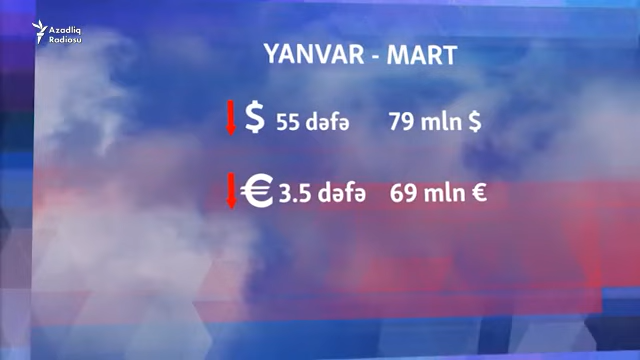 Azadlıq
Radiosu
YANVAR - MART
$ 55 dəfə 79 mln $
€ 3.5 dəfə 69 mln €